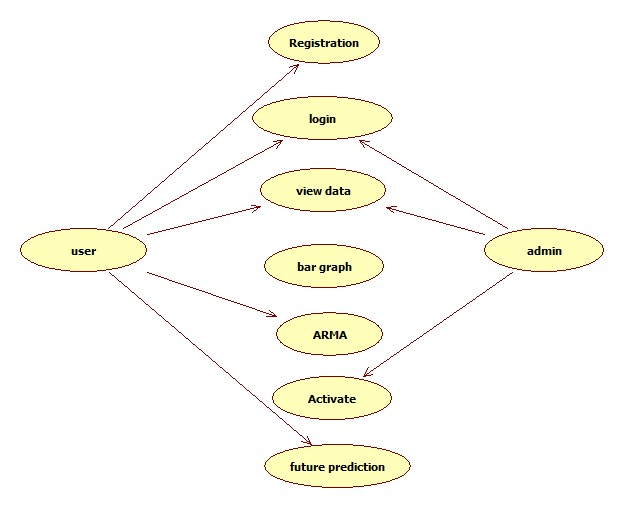 Registration
login
view data
user
admin
bar graph
ARMA
Activate
future prediction